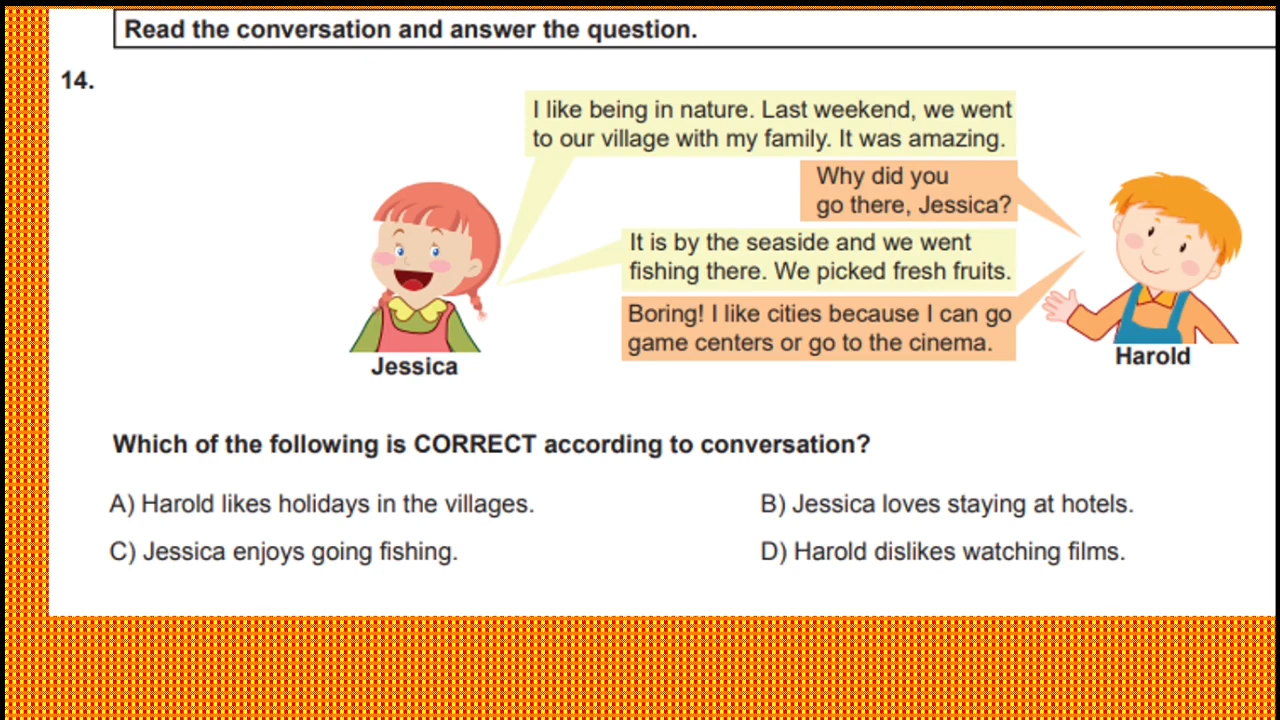 Read the conversation and answer the question.
14.
I like being in nature. Last weekend, we went
to our village with my family. It was amazing.
Why did you
go there, Jessica?
It is by the seaside and we went
fishing there. We picked fresh fruits.
Boring! I like cities because I can go
game centers or go to the cinema.
Jessica
Harold
Which of the following is CORRECT according to conversation?
A) Harold likes holidays in the villages.
B) Jessica loves staying at hotels.
C) Jessica enjoys going fishing.
D) Harold dislikes watching films.